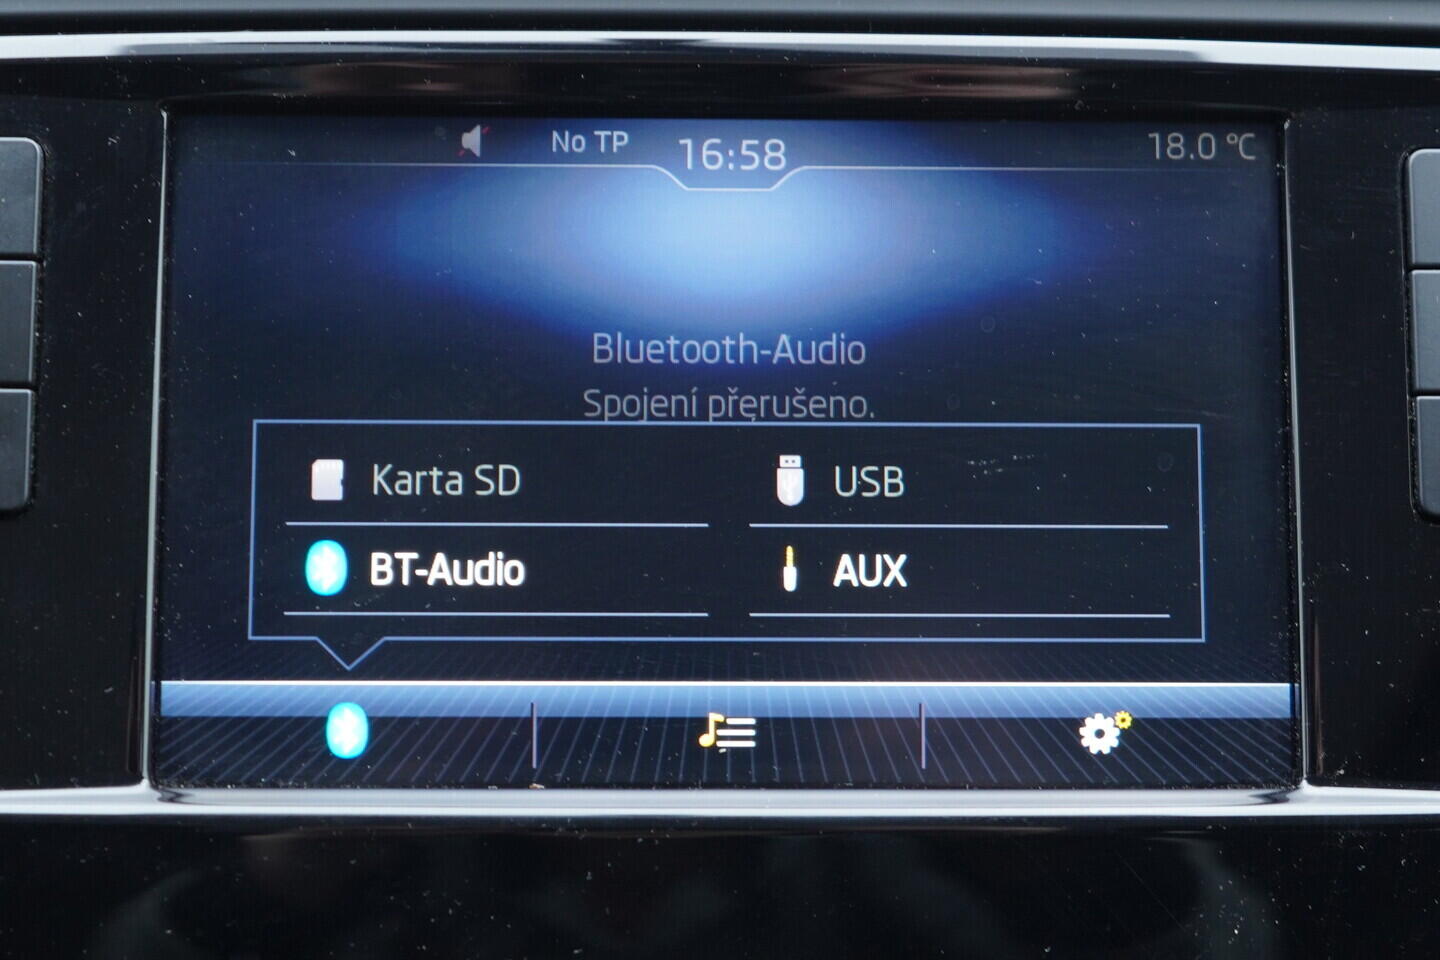 No TP
16:58
18.0 °C
Bluetooth-Audio
Spojení přerušeno.
Karta SD
USB
BT-Audio
AUX